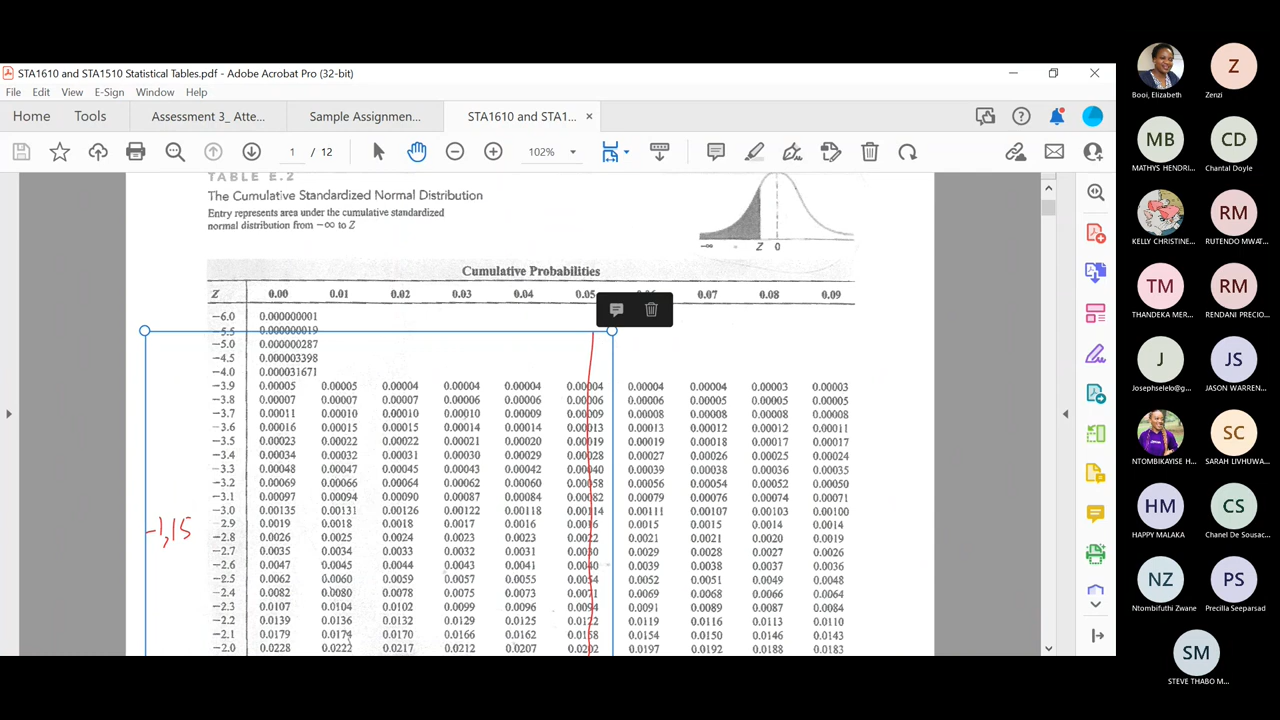 STA1610 and STA1510 Statistical Tables.pdf - Adobe Acrobat Pro (32-bit)
File Edit View E-Sign Window Help
Home Tools Assessment 3_ Atte... Sample Assignmen... STA1610 and STA1... ×
1 / 12 102%
TABLE E.2
The Cumulative Standardized Normal Distribution
Entry represents area under the cumulative standardized
normal distribution from −∞ to Z
−∞ Z 0
Cumulative Probabilities
Z 0.00 0.01 0.02 0.03 0.04 0.05 0.07 0.08 0.09
−6.0 0.000000001
−5.5 0.000000019
−5.0 0.000000287
−4.5 0.000003398
−4.0 0.000031671
−3.9 0.00005 0.00005 0.00004 0.00004 0.00004 0.00004 0.00004 0.00004 0.00003 0.00003
−3.8 0.00007 0.00007 0.00007 0.00006 0.00006 0.00006 0.00006 0.00005 0.00005 0.00005
−3.7 0.00011 0.00010 0.00010 0.00010 0.00009 0.00009 0.00008 0.00008 0.00008 0.00008
−3.6 0.00016 0.00015 0.00015 0.00014 0.00014 0.00013 0.00013 0.00012 0.00012 0.00011
−3.5 0.00023 0.00022 0.00022 0.00021 0.00020 0.00019 0.00019 0.00018 0.00017 0.00017
−3.4 0.00034 0.00032 0.00031 0.00030 0.00029 0.00028 0.00027 0.00026 0.00025 0.00024
−3.3 0.00048 0.00047 0.00045 0.00043 0.00042 0.00040 0.00039 0.00038 0.00036 0.00035
−3.2 0.00069 0.00066 0.00064 0.00062 0.00060 0.00058 0.00056 0.00054 0.00052 0.00050
−3.1 0.00097 0.00094 0.00090 0.00087 0.00084 0.00082 0.00079 0.00076 0.00074 0.00071
−3.0 0.00135 0.00131 0.00126 0.00122 0.00118 0.00114 0.00111 0.00107 0.00103 0.00100
−2.9 0.0019 0.0018 0.0018 0.0017 0.0016 0.0016 0.0015 0.0015 0.0014 0.0014
−1,15
−2.8 0.0026 0.0025 0.0024 0.0023 0.0023 0.0022 0.0021 0.0021 0.0020 0.0019
−2.7 0.0035 0.0034 0.0033 0.0032 0.0031 0.0030 0.0029 0.0028 0.0027 0.0026
−2.6 0.0047 0.0045 0.0044 0.0043 0.0041 0.0040 0.0039 0.0038 0.0037 0.0036
−2.5 0.0062 0.0060 0.0059 0.0057 0.0055 0.0054 0.0052 0.0051 0.0049 0.0048
−2.4 0.0082 0.0080 0.0078 0.0075 0.0073 0.0071 0.0069 0.0068 0.0066 0.0064
−2.3 0.0107 0.0104 0.0102 0.0099 0.0096 0.0094 0.0091 0.0089 0.0087 0.0084
−2.2 0.0139 0.0136 0.0132 0.0129 0.0125 0.0122 0.0119 0.0116 0.0113 0.0110
−2.1 0.0179 0.0174 0.0170 0.0166 0.0162 0.0158 0.0154 0.0150 0.0146 0.0143
−2.0 0.0228 0.0222 0.0217 0.0212 0.0207 0.0202 0.0197 0.0192 0.0188 0.0183
Z
Booi, Elizabeth Zenzi
MB CD
MATHYS HENDRI... Chantal Doyle
RM
KELLY CHRISTINE... RUTENDO MWAT...
TM RM
THANDEKA MER... RENDANI PRECIO...
J JS
Josephselelo@g... JASON WARREN...
SC
NTOMBIKAYISE H... SARAH LIVHUWA...
HM CS
HAPPY MALAKA Chanel De Sousac...
NZ PS
Ntombifuthi Zwane Precilla Seeparsad
SM
STEVE THABO M...